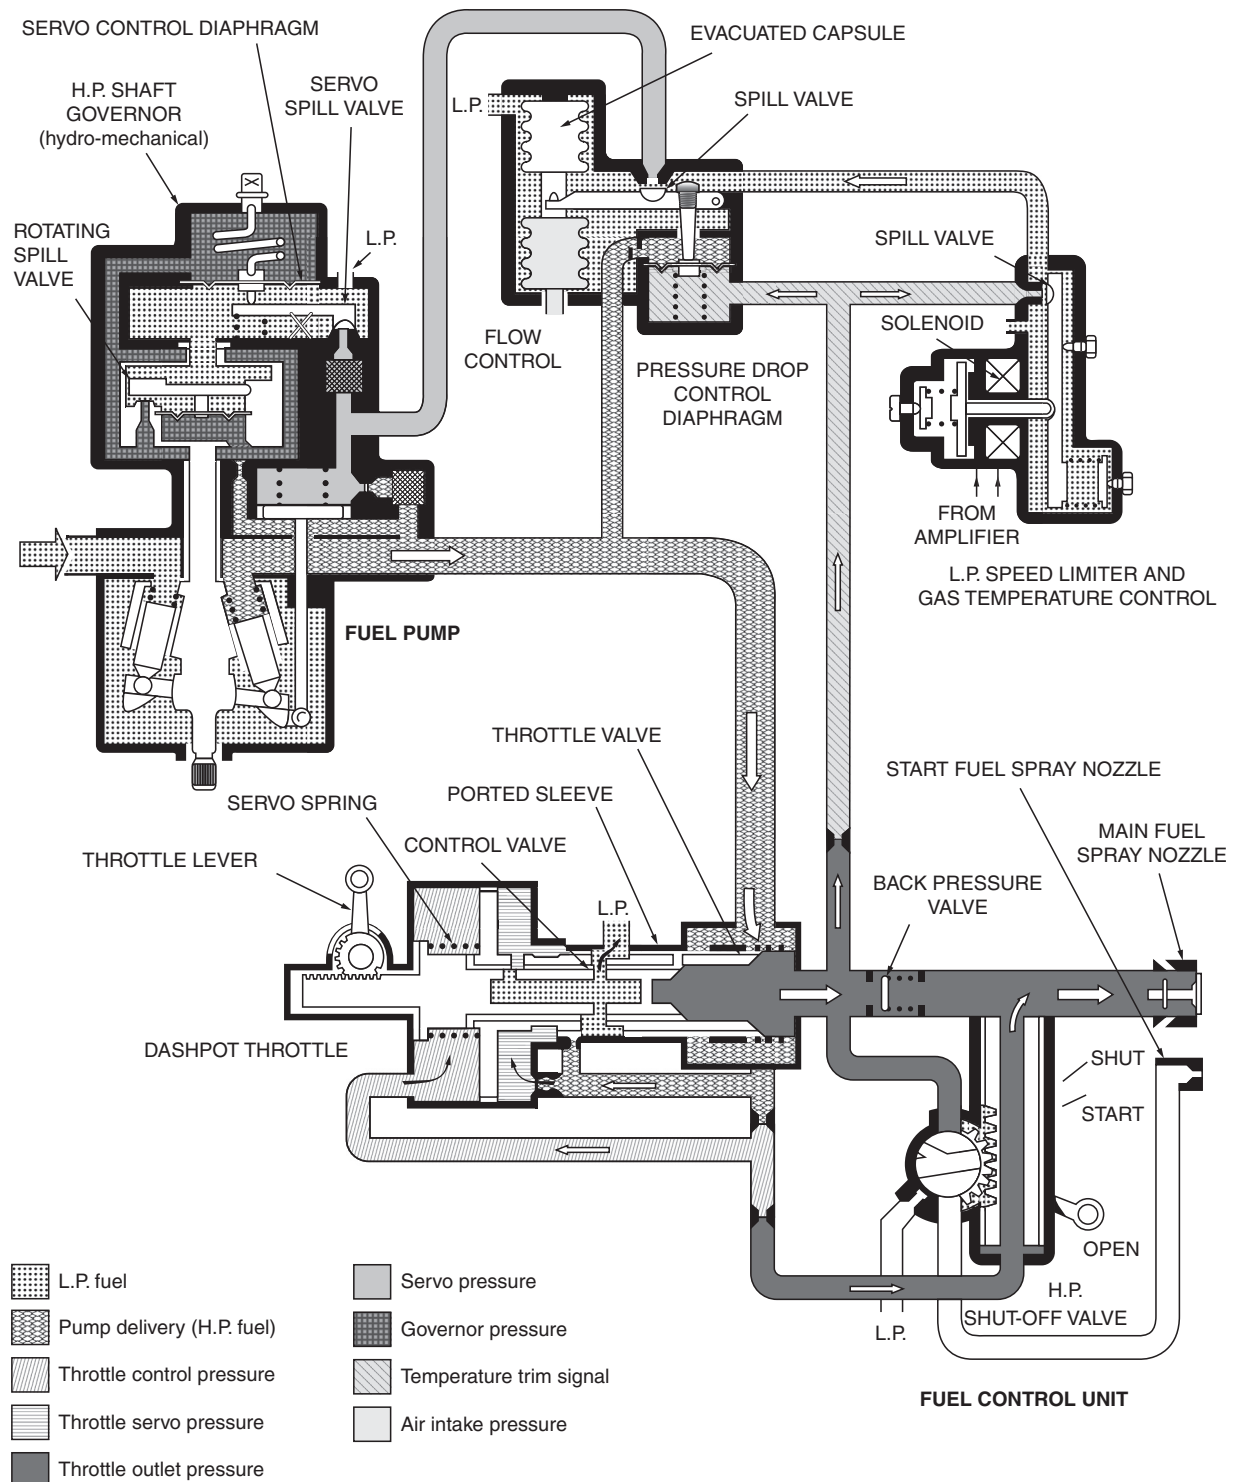 SERVO CONTROL DIAPHRAGM
H.P. SHAFT
GOVERNOR
(hydro-mechanical)
SERVO
SPILL VALVE
EVACUATED CAPSULE
L.P.
SPILL VALVE
ROTATING
SPILL
VALVE
L.P.
SPILL VALVE
FLOW
CONTROL
SOLENOID
PRESSURE DROP
CONTROL
DIAPHRAGM
FROM
AMPLIFIER
L.P. SPEED LIMITER AND
GAS TEMPERATURE CONTROL
FUEL PUMP
THROTTLE VALVE
START FUEL SPRAY NOZZLE
PORTED SLEEVE
SERVO SPRING
CONTROL VALVE
MAIN FUEL
SPRAY NOZZLE
THROTTLE LEVER
BACK PRESSURE
VALVE
L.P.
DASHPOT THROTTLE
SHUT
START
OPEN
H.P.
SHUT-OFF VALVE
L.P.
FUEL CONTROL UNIT
L.P. fuel
Pump delivery (H.P. fuel)
Throttle control pressure
Throttle servo pressure
Throttle outlet pressure
Servo pressure
Governor pressure
Temperature trim signal
Air intake pressure